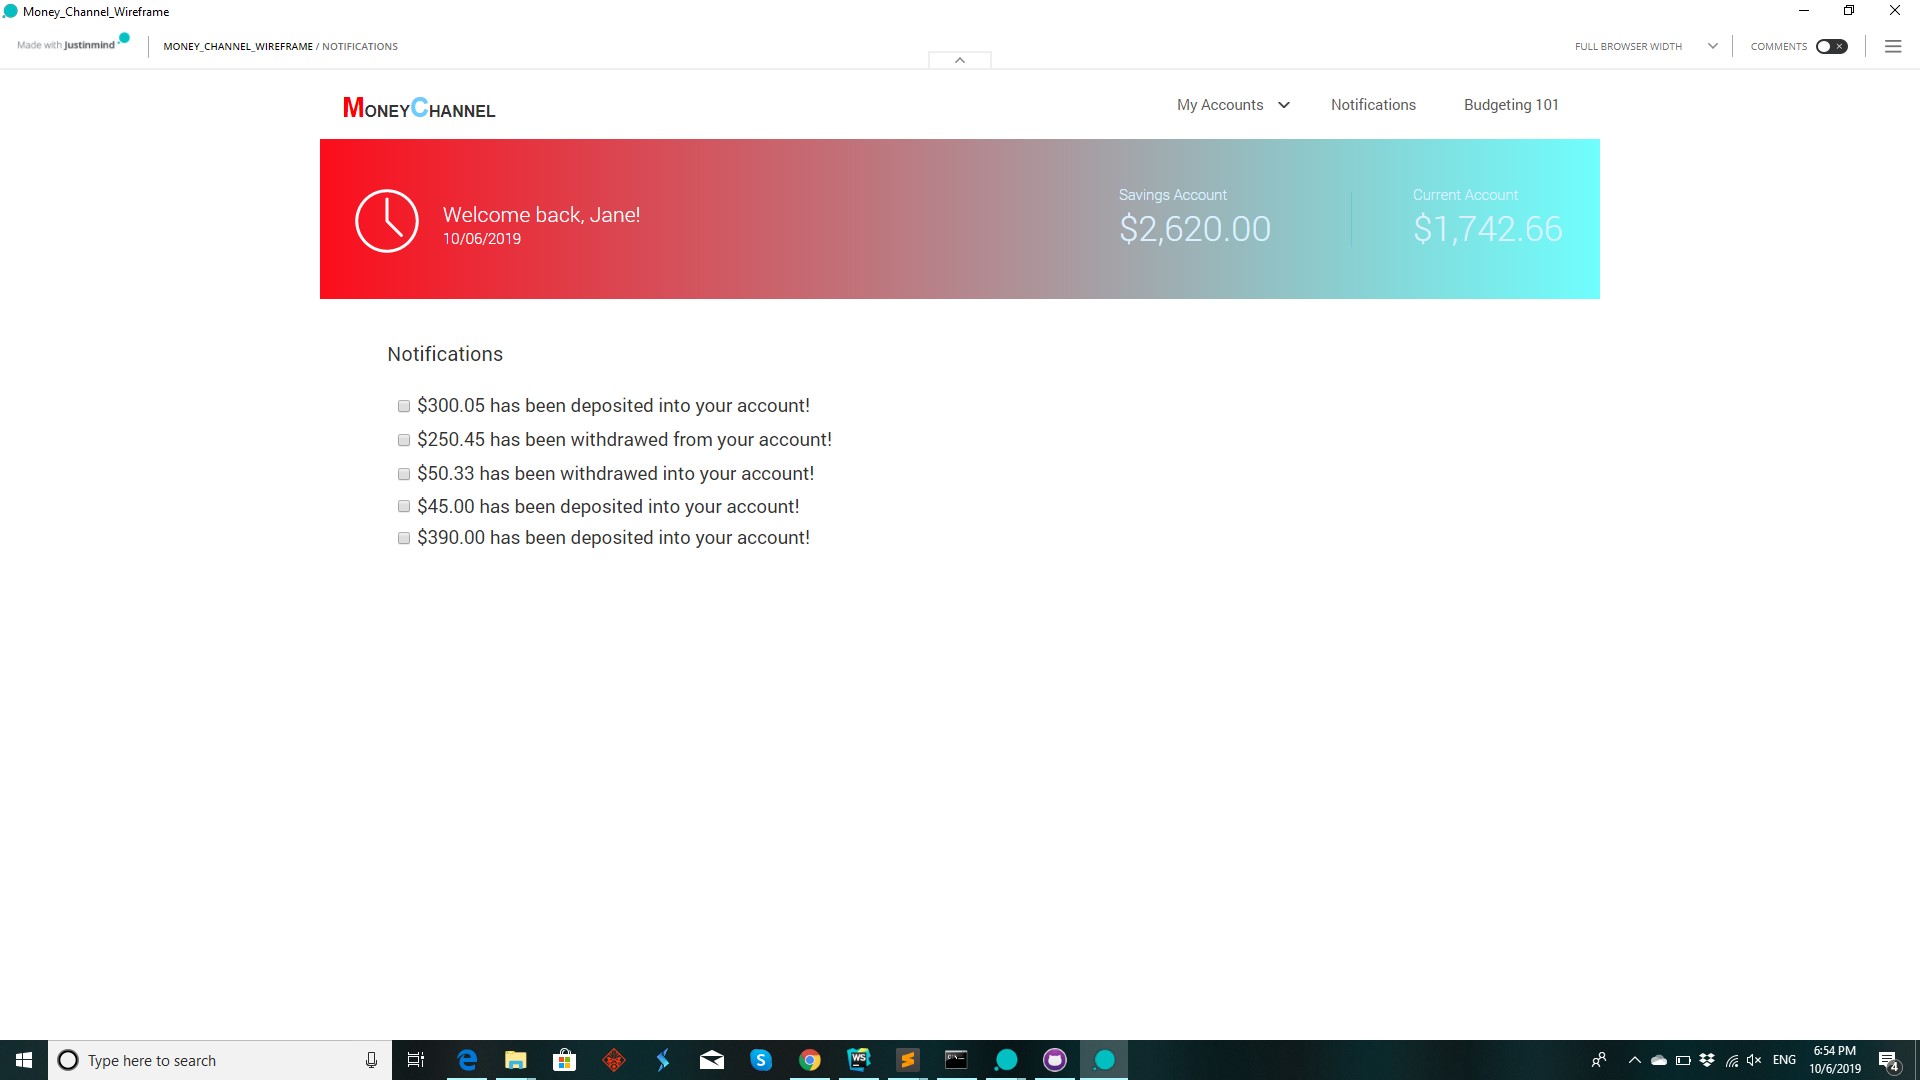 Money_Channel_Wireframe
Made with Justinmind
MONEY_CHANNEL_WIREFRAME / NOTIFICATIONS
FULL BROWSER WIDTH
COMMENTS
MONEYCHANNEL
My Accounts
Notifications
Budgeting 101
Welcome back, Jane!
10/06/2019
Savings Account
$2,620.00
Current Account
$1,742.66
Notifications
$300.05 has been deposited into your account!
$250.45 has been withdrawed from your account!
$50.33 has been withdrawed into your account!
$45.00 has been deposited into your account!
$390.00 has been deposited into your account!
Type here to search
WS
ENG
6:54 PM
10/6/2019
4